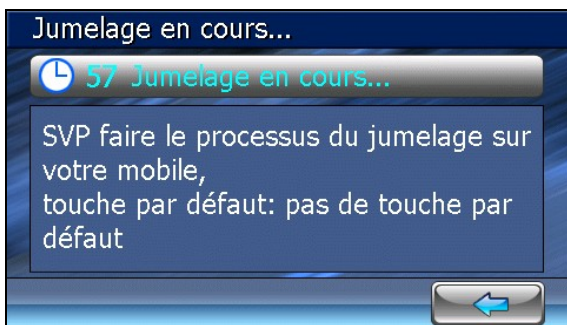 Jumelage en cours...
57 Jumelage en cours...
SVP faire le processus du jumelage sur
votre mobile,
touche par défaut: pas de touche par
défaut